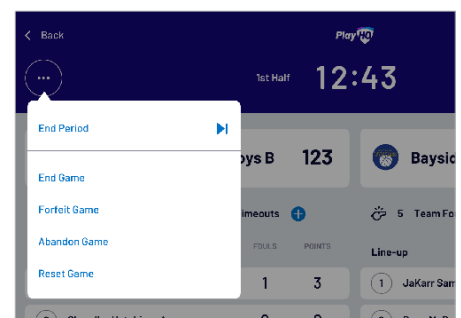 Back
PlayHQ
1st Half 12:43
End Period
oys B 123 Baysid
End Game
Forfeit Game
imeouts 5 Team Fo
Abandon Game
FOULS POINTS Line-up
Reset Game
1 3 1 JaKarr Sam